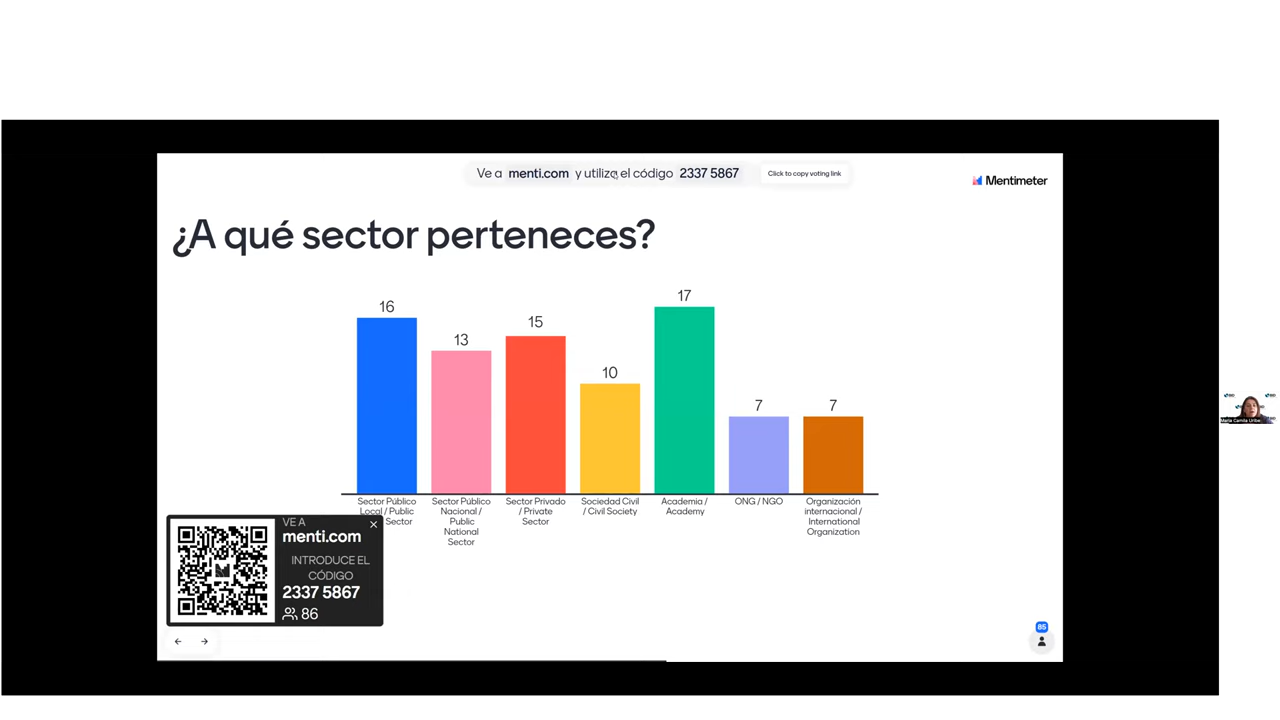 Ve a menti.com y utiliza el código 2337 5867
Click to copy voting link
Mentimeter
¿A qué sector perteneces?
16
13
15
10
17
7
7
Sector Público
Local / Public
Sector
Sector Público
Nacional /
Public
National
Sector
Sector Privado
/ Private
Sector
Sociedad Civil
/ Civil Society
Academia /
Academy
ONG / NGO
Organización
internacional /
International
Organization
VE A
menti.com
INTRODUCE EL
CÓDIGO
2337 5867
86
85
Maria Camila Uribe